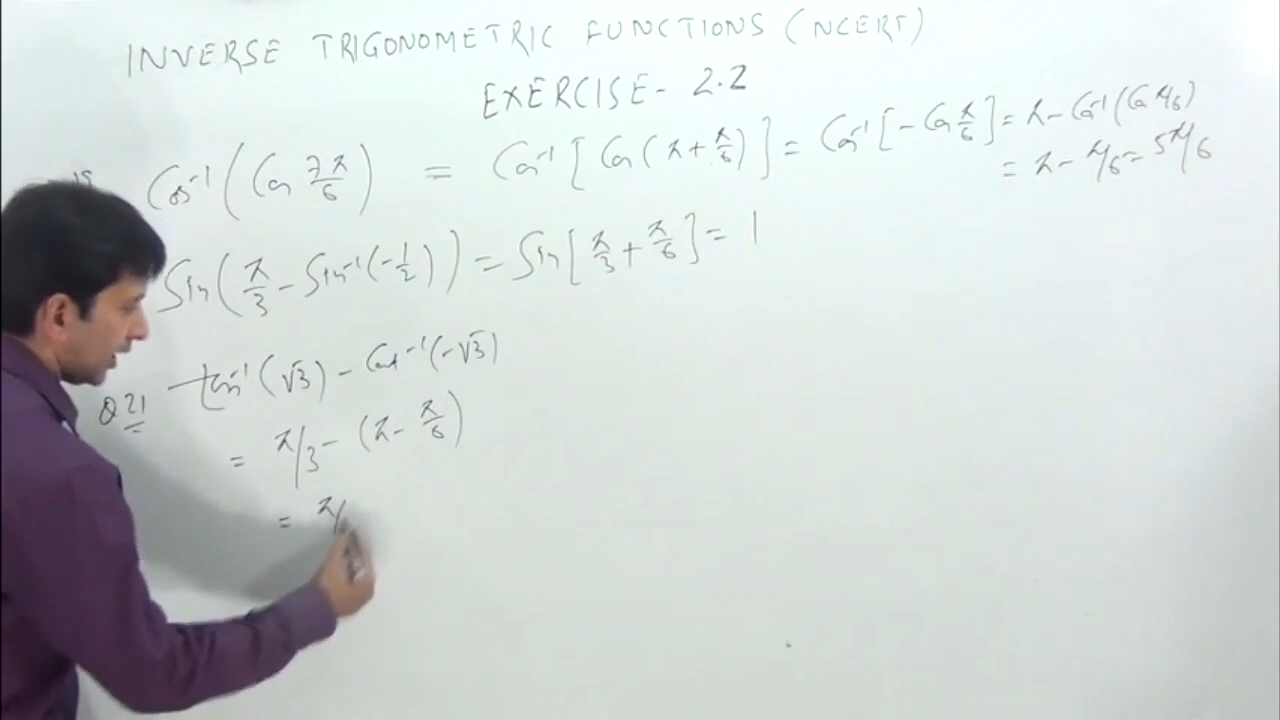 INVERSE TRIGONOMETRIC FUNCTIONS (NCERT)
EXERCISE - 2.2
Cos⁻¹(Cos 7π/6) = Cos⁻¹[Cos(π+π/6)] = Cos⁻¹[-Cos π/6] = π - Cos⁻¹(Cos π/6)
= π - π/6 = 5π/6
Sin(π/3 - Sin⁻¹(-1/2)) = Sin[π/3 + π/6] = 1
Q 21 tan⁻¹(√3) - Cot⁻¹(-√3)
= π/3 - (π - π/6)
= π/